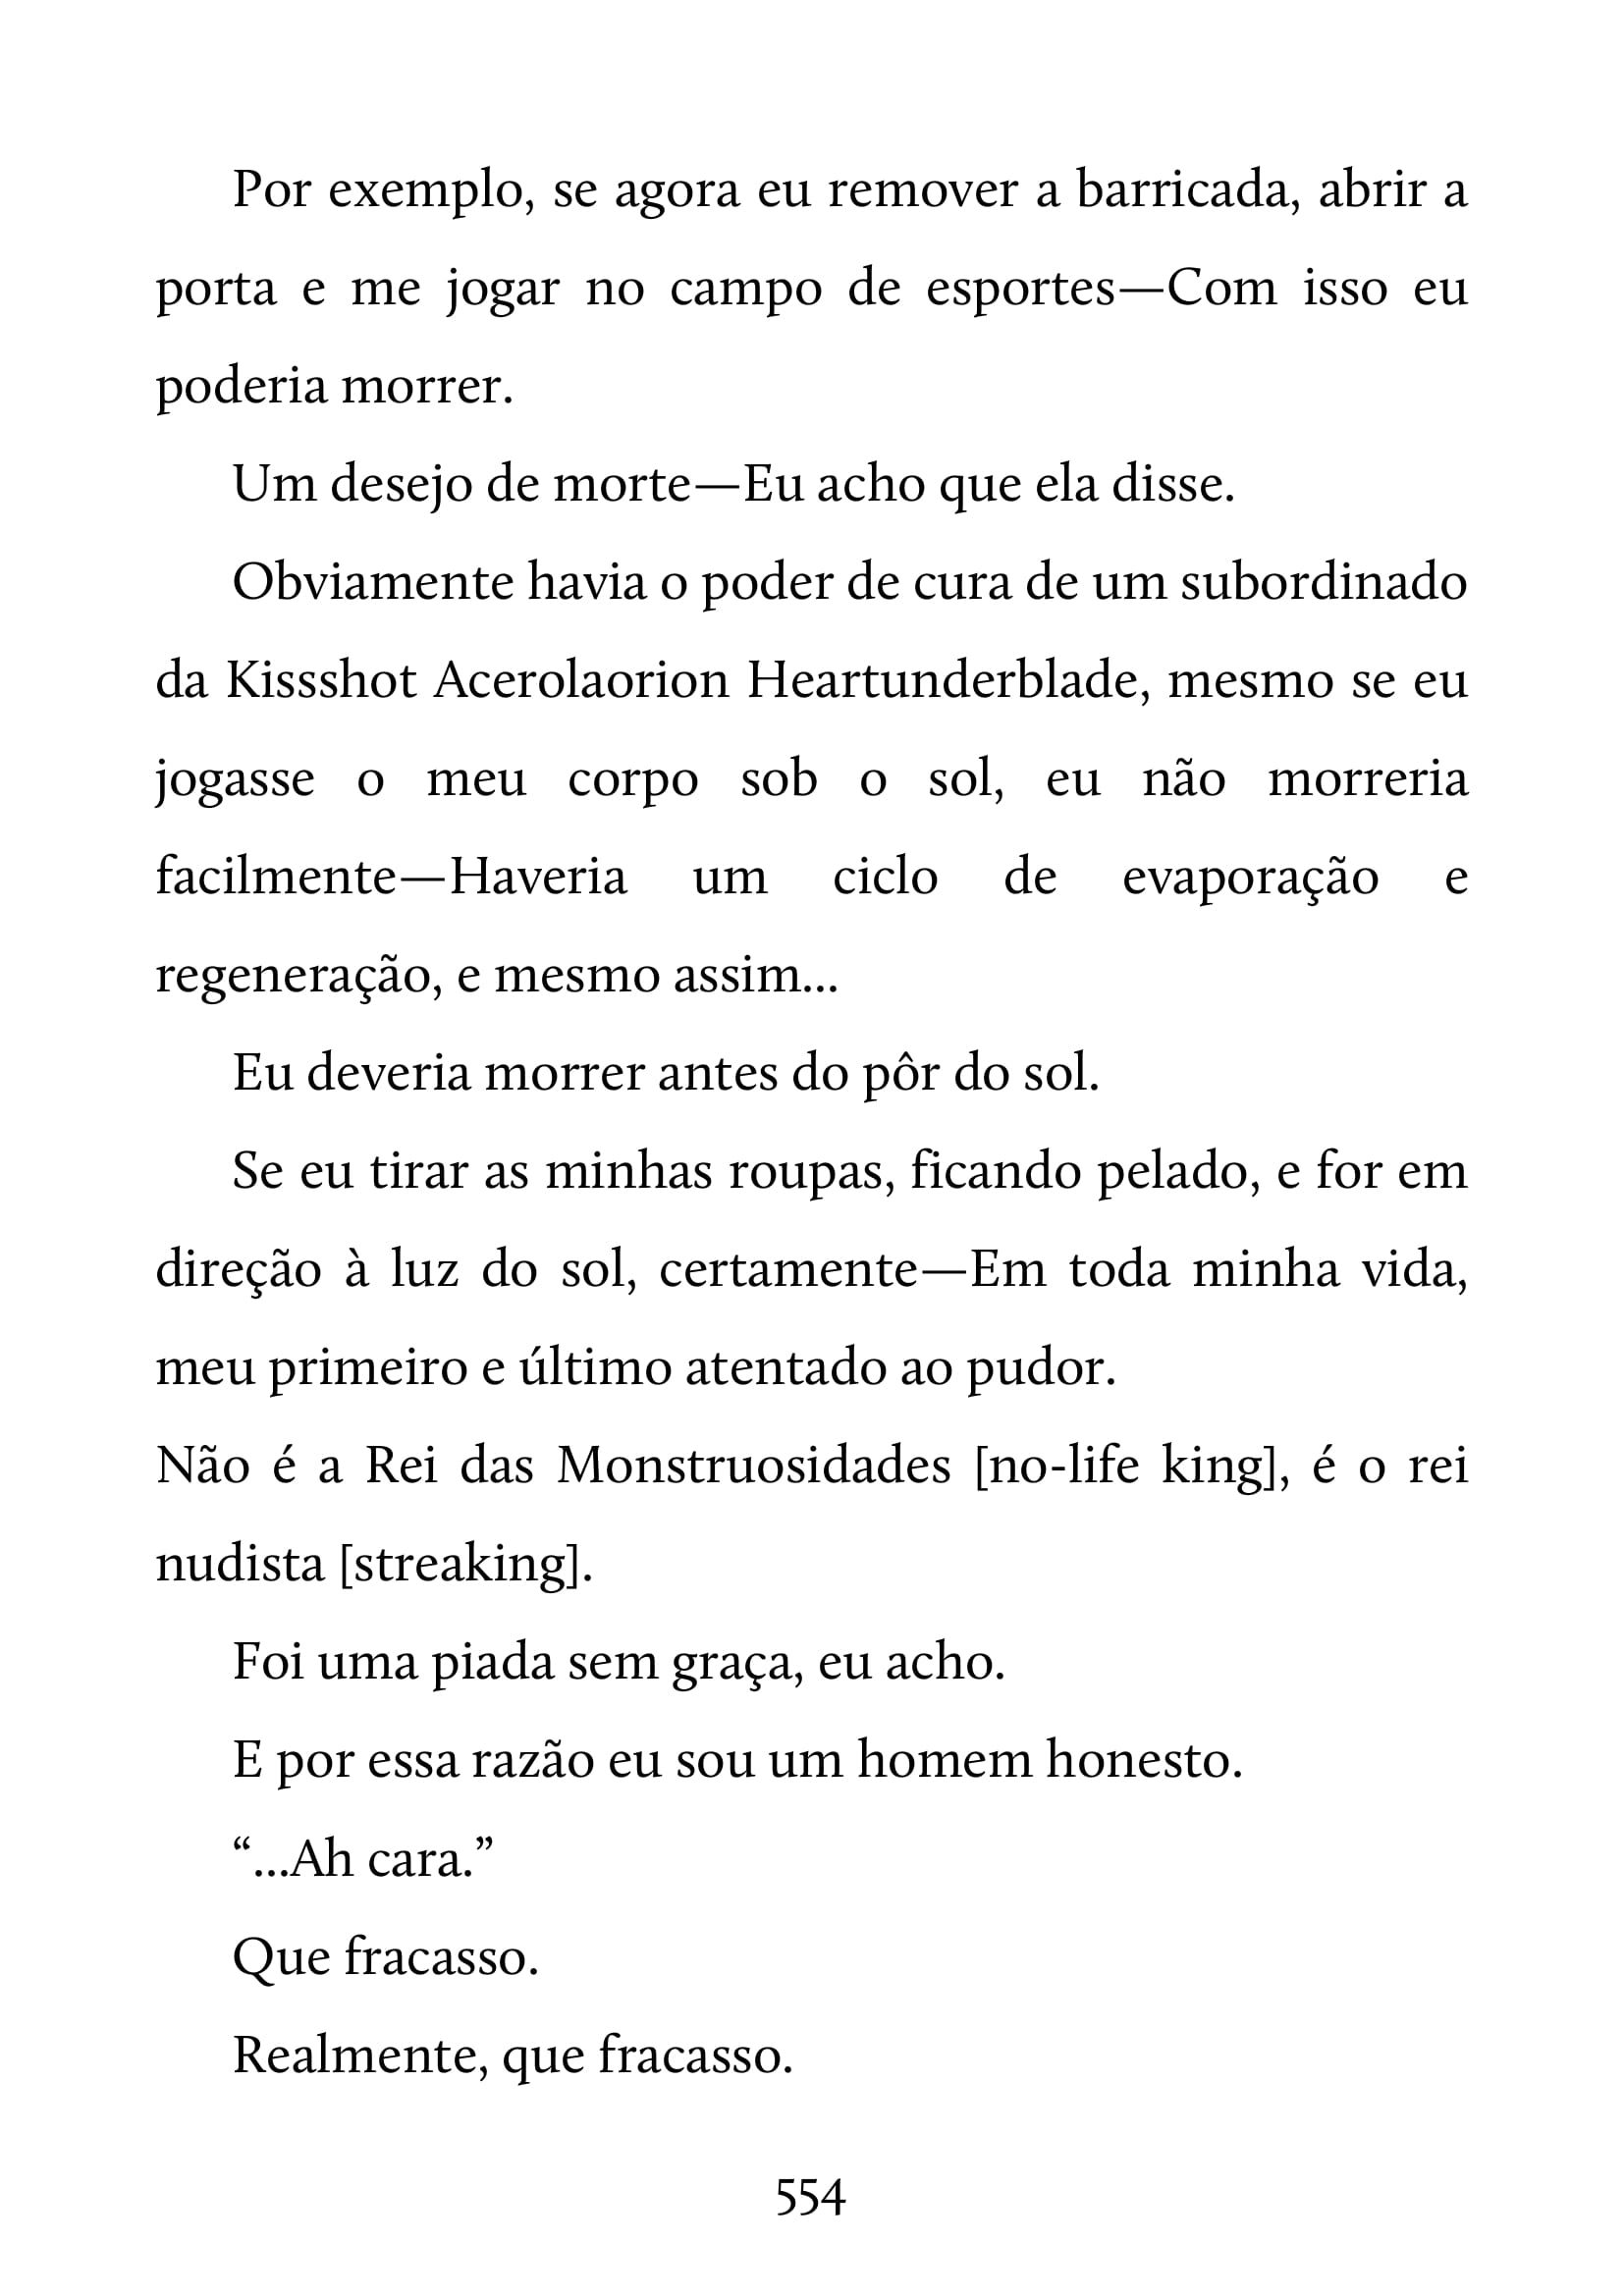 Por exemplo, se agora eu remover a barricada, abrir a
porta e me jogar no campo de esportes—Com isso eu
poderia morrer.
Um desejo de morte—Eu acho que ela disse.
Obviamente havia o poder de cura de um subordinado
da Kissshot Acerolaorion Heartunderblade, mesmo se eu
jogasse o meu corpo sob o sol, eu não morreria
facilmente—Haveria um ciclo de evaporação e
regeneração, e mesmo assim...
Eu deveria morrer antes do pôr do sol.
Se eu tirar as minhas roupas, ficando pelado, e for em
direção à luz do sol, certamente—Em toda minha vida,
meu primeiro e último atentado ao pudor.
Não é a Rei das Monstruosidades [no-life king], é o rei
nudista [streaking].
Foi uma piada sem graça, eu acho.
E por essa razão eu sou um homem honesto.
“...Ah cara.”
Que fracasso.
Realmente, que fracasso.
554